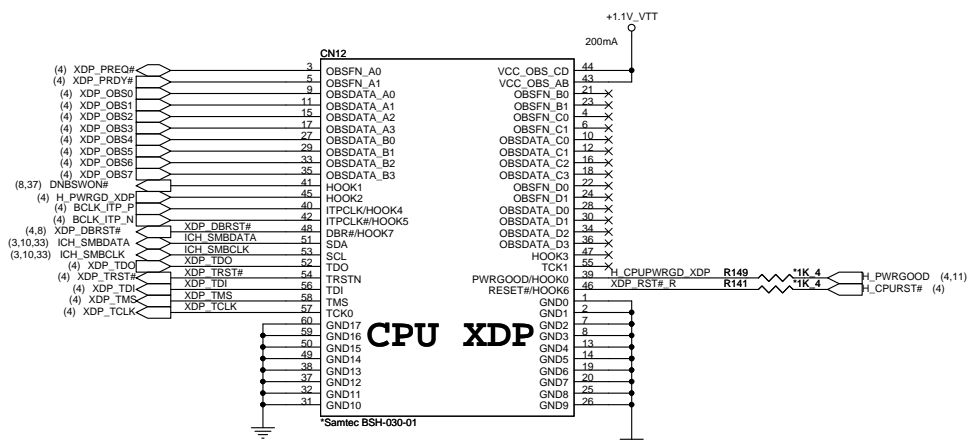 +1.1V_VTT
200mA
CN12
(4) XDP_PREQ# 3 OBSFN_A0 VCC_OBS_CD 44
(4) XDP_PRDY# 5 OBSFN_A1 VCC_OBS_AB 43
(4) XDP_OBS0 9 OBSDATA_A0 OBSFN_B0 21
(4) XDP_OBS1 11 OBSDATA_A1 OBSFN_B1 23
(4) XDP_OBS2 15 OBSDATA_A2 OBSFN_C0 4
(4) XDP_OBS3 17 OBSDATA_A3 OBSFN_C1 6
(4) XDP_OBS4 27 OBSDATA_B0 OBSDATA_C0 10
(4) XDP_OBS5 29 OBSDATA_B1 OBSDATA_C1 12
(4) XDP_OBS6 33 OBSDATA_B2 OBSDATA_C2 16
(4) XDP_OBS7 35 OBSDATA_B3 OBSDATA_C3 18
(8,37) DNBSWON# 41 HOOK1 OBSFN_D0 22
(4) H_PWRGD_XDP 45 HOOK2 OBSFN_D1 24
(4) BCLK_ITP_P 40 ITPCLK/HOOK4 OBSDATA_D0 28
(4) BCLK_ITP_N 42 ITPCLK#/HOOK5 OBSDATA_D1 30
(4,8) XDP_DBRST# XDP_DBRST# 48 DBR#/HOOK7 OBSDATA_D2 34
(3,10,33) ICH_SMBDATA ICH_SMBDATA 51 SDA OBSDATA_D3 36
(3,10,33) ICH_SMBCLK ICH_SMBCLK 53 SCL HOOK3 47
(4) XDP_TDO XDP_TDO 52 TDO TCK1 55
(4) XDP_TRST# XDP_TRST# 54 TRSTN PWRGOOD/HOOK0 39 H_CPUPWRGD_XDP R149 *1K_4 H_PWRGOOD (4,11)
(4) XDP_TDI XDP_TDI 56 TDI RESET#/HOOK6 46 XDP_RST#_R R141 *1K_4 H_CPURST# (4)
(4) XDP_TMS XDP_TMS 58 TMS GND0 1
(4) XDP_TCLK XDP_TCLK 57 TCK0 GND1 2
60 GND17 GND2 7
59 GND16 GND3 8
50 GND15 GND4 13
49 GND14 GND5 14
38 GND13 GND6 19
37 GND12 GND7 20
32 GND11 GND8 25
31 GND10 GND9 26
CPU XDP
*Samtec BSH-030-01